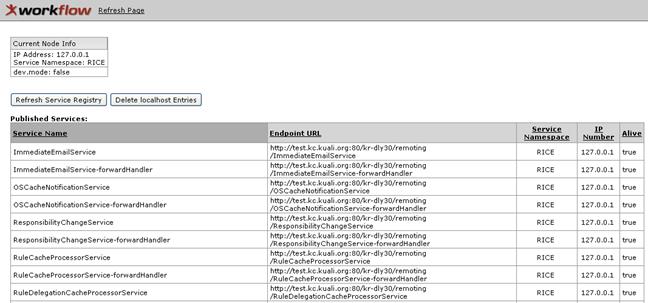 workflow Refresh Page
Current Node Info
IP Address: 127.0.0.1
Service Namespace: RICE
dev.mode: false
Refresh Service Registry Delete localhost Entries
Published Services:
Service Name Endpoint URL Service Namespace IP Number Alive
ImmediateEmailService http://test.kc.kuali.org:80/kr-dly30/remoting
/ImmediateEmailService RICE 127.0.0.1 true
ImmediateEmailService-forwardHandler http://test.kc.kuali.org:80/kr-dly30/remoting
/ImmediateEmailService-forwardHandler RICE 127.0.0.1 true
OSCacheNotificationService http://test.kc.kuali.org:80/kr-dly30/remoting
/OSCacheNotificationService RICE 127.0.0.1 true
OSCacheNotificationService-forwardHandler http://test.kc.kuali.org:80/kr-dly30/remoting
/OSCacheNotificationService-forwardHandler RICE 127.0.0.1 true
ResponsibilityChangeService http://test.kc.kuali.org:80/kr-dly30/remoting
/ResponsibilityChangeService RICE 127.0.0.1 true
ResponsibilityChangeService-forwardHandler http://test.kc.kuali.org:80/kr-dly30/remoting
/ResponsibilityChangeService-forwardHandler RICE 127.0.0.1 true
RuleCacheProcessorService http://test.kc.kuali.org:80/kr-dly30/remoting
/RuleCacheProcessorService RICE 127.0.0.1 true
RuleCacheProcessorService-forwardHandler http://test.kc.kuali.org:80/kr-dly30/remoting
/RuleCacheProcessorService-forwardHandler RICE 127.0.0.1 true
RuleDelegationCacheProcessorService http://test.kc.kuali.org:80/kr-dly30/remoting
/RuleDelegationCacheProcessorService RICE 127.0.0.1 true